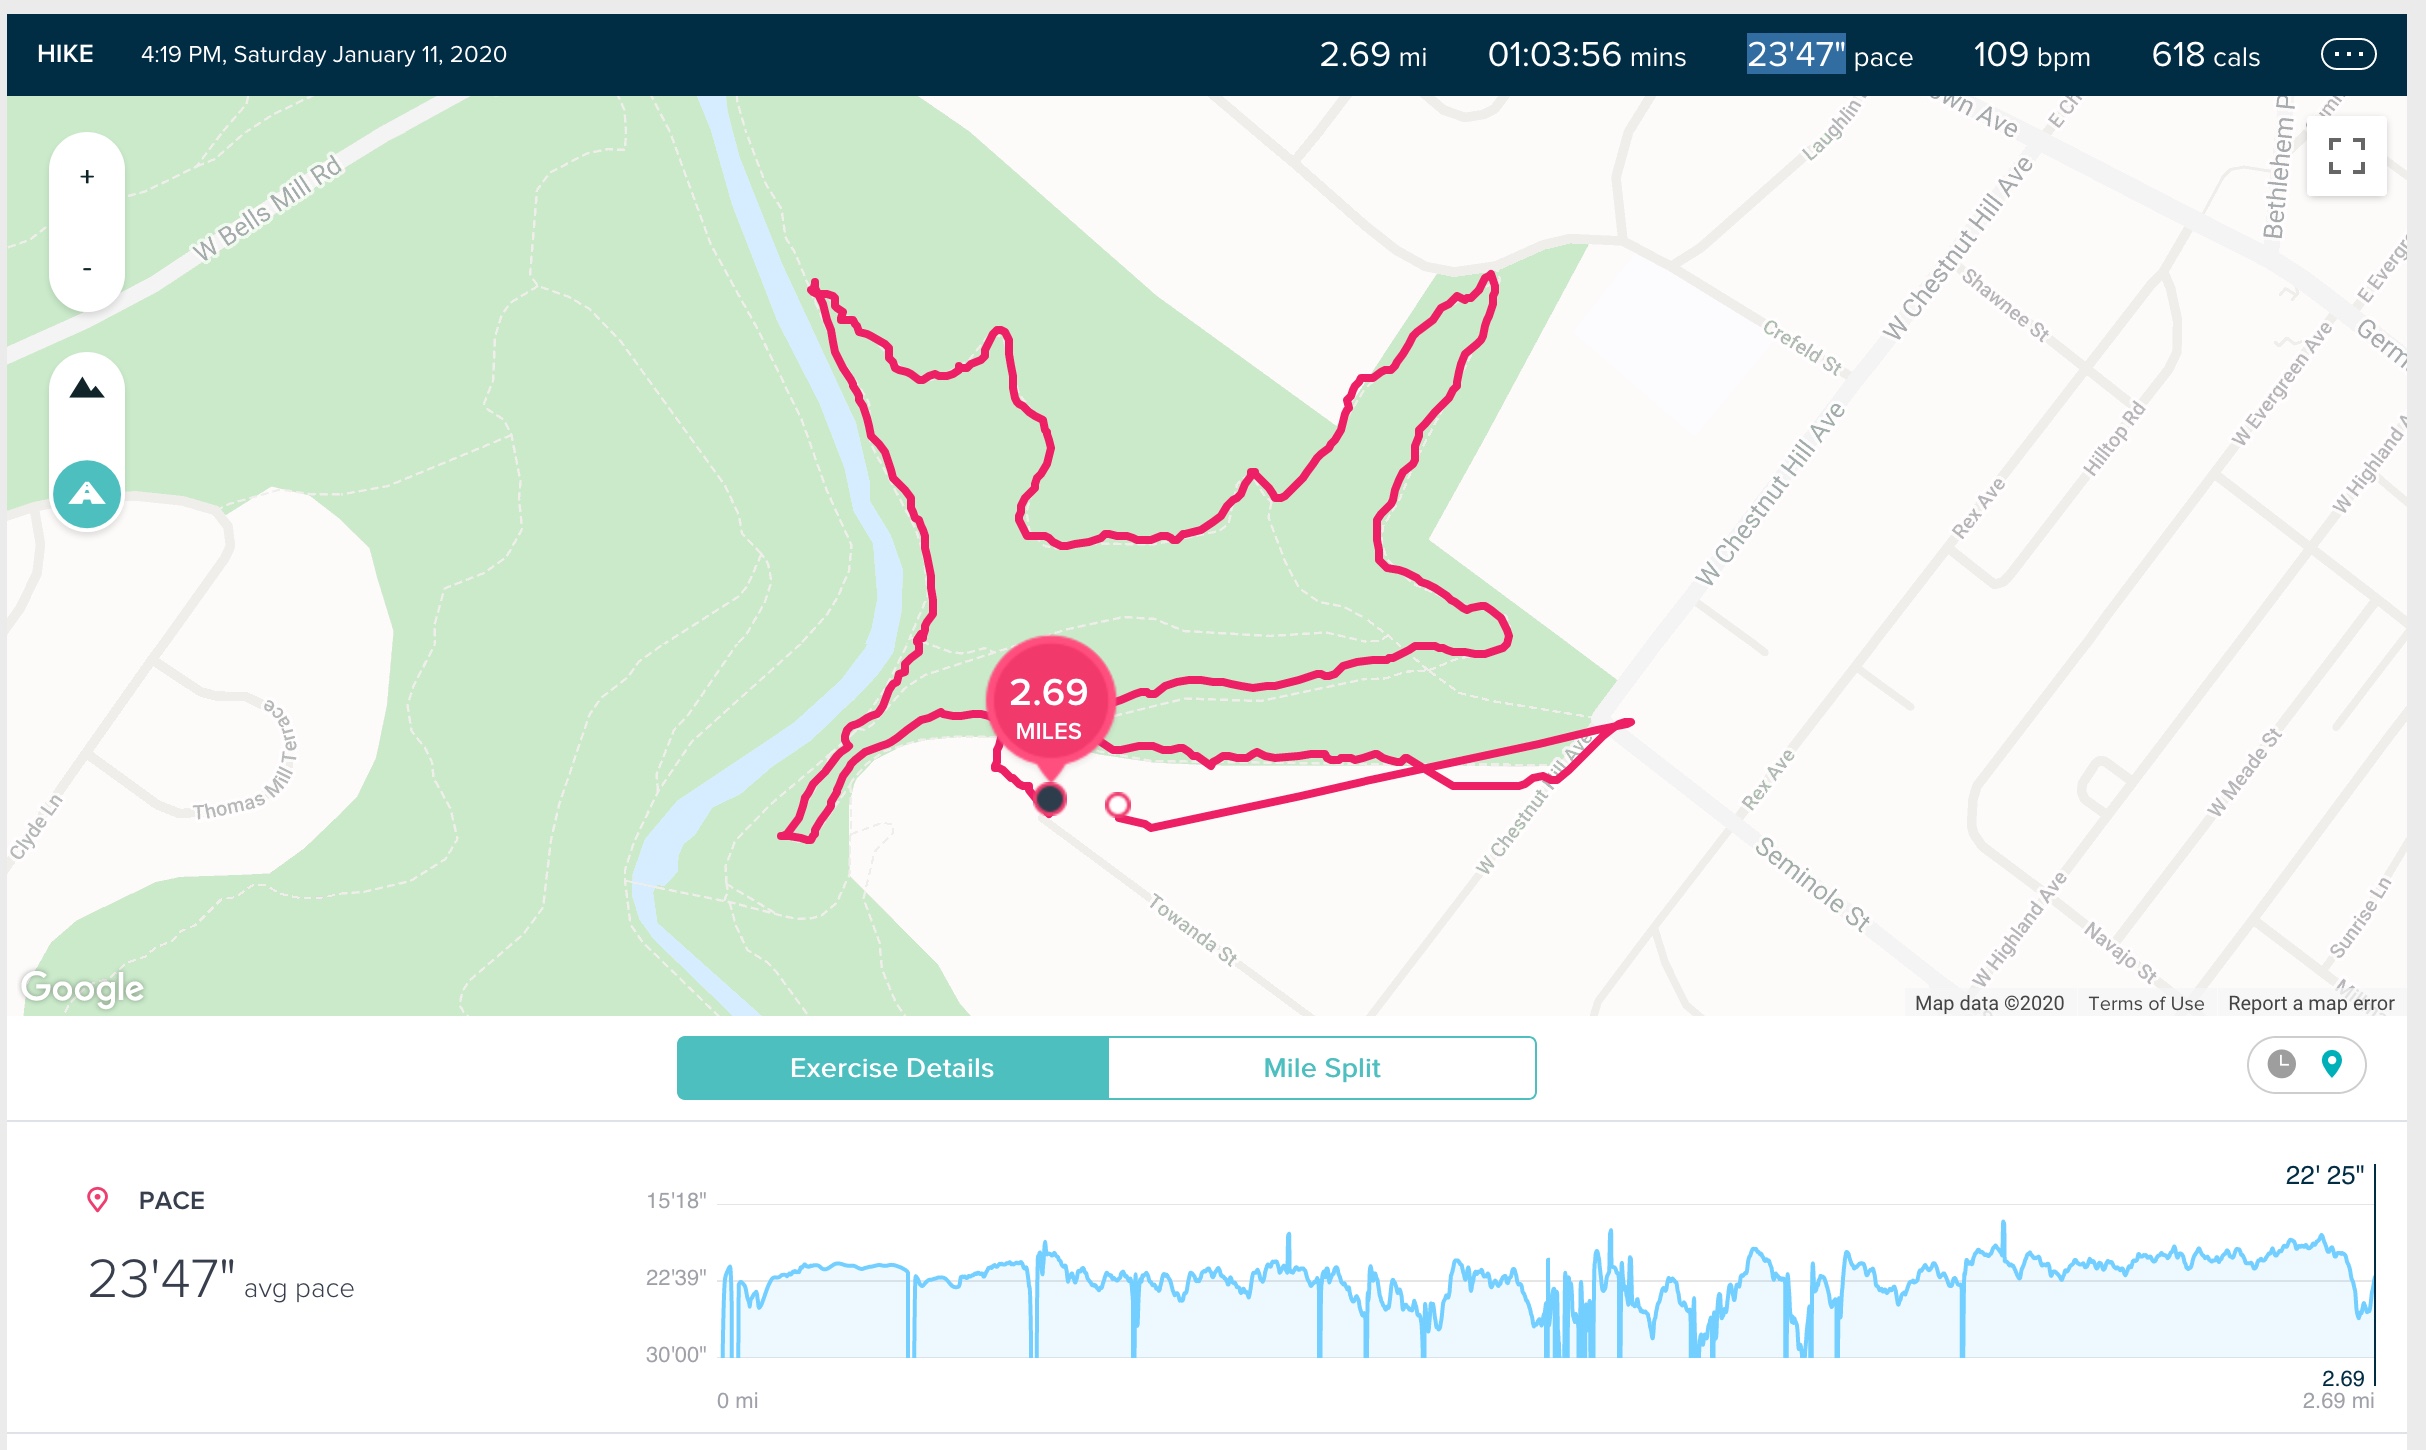 HIKE 4:19 PM, Saturday January 11, 2020 2.69 mi 01:03:56 mins 23'47" pace 109 bpm 618 cals
+
-
W Bells Mill Rd
Laughlin
E Ch
Bethlehem P
W Chestnut Hill Ave
Shawnee St
E Evergr
Germ
Crefeld St
W Evergreen Ave
W Chestnut Hill Ave
Hilltop Rd
W Highland A
Rex Ave
2.69
MILES
Thomas Mill Terrace
Clyde Ln
W Chestnut Hill Ave
Rex Ave
W Meade St
Seminole St
Towanda St
W Highland Ave
Navajo St
Sunrise Ln
Google
Map data ©2020 Terms of Use Report a map error
Exercise Details Mile Split
PACE
23'47" avg pace
22' 25"
15'18"
22'39"
30'00"
2.69
0 mi 2.69 mi